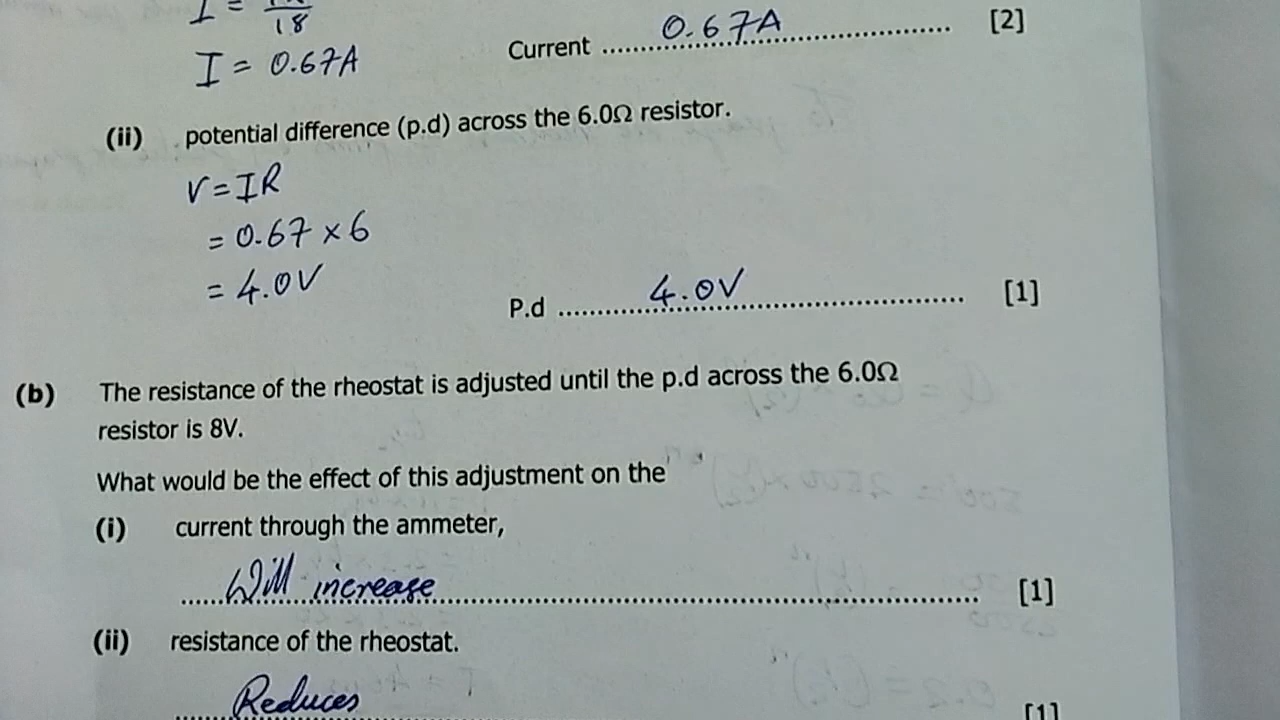 I =
18
I = 0.67A
Current ........ 0.67A ........ [2]
(ii) potential difference (p.d) across the 6.0Ω resistor.
V = IR
= 0.67 × 6
= 4.0V
P.d ........ 4.0V ........ [1]
(b) The resistance of the rheostat is adjusted until the p.d across the 6.0Ω
resistor is 8V.
What would be the effect of this adjustment on the
(i) current through the ammeter,
Will increase ........ [1]
(ii) resistance of the rheostat.
Reduces ........ [1]